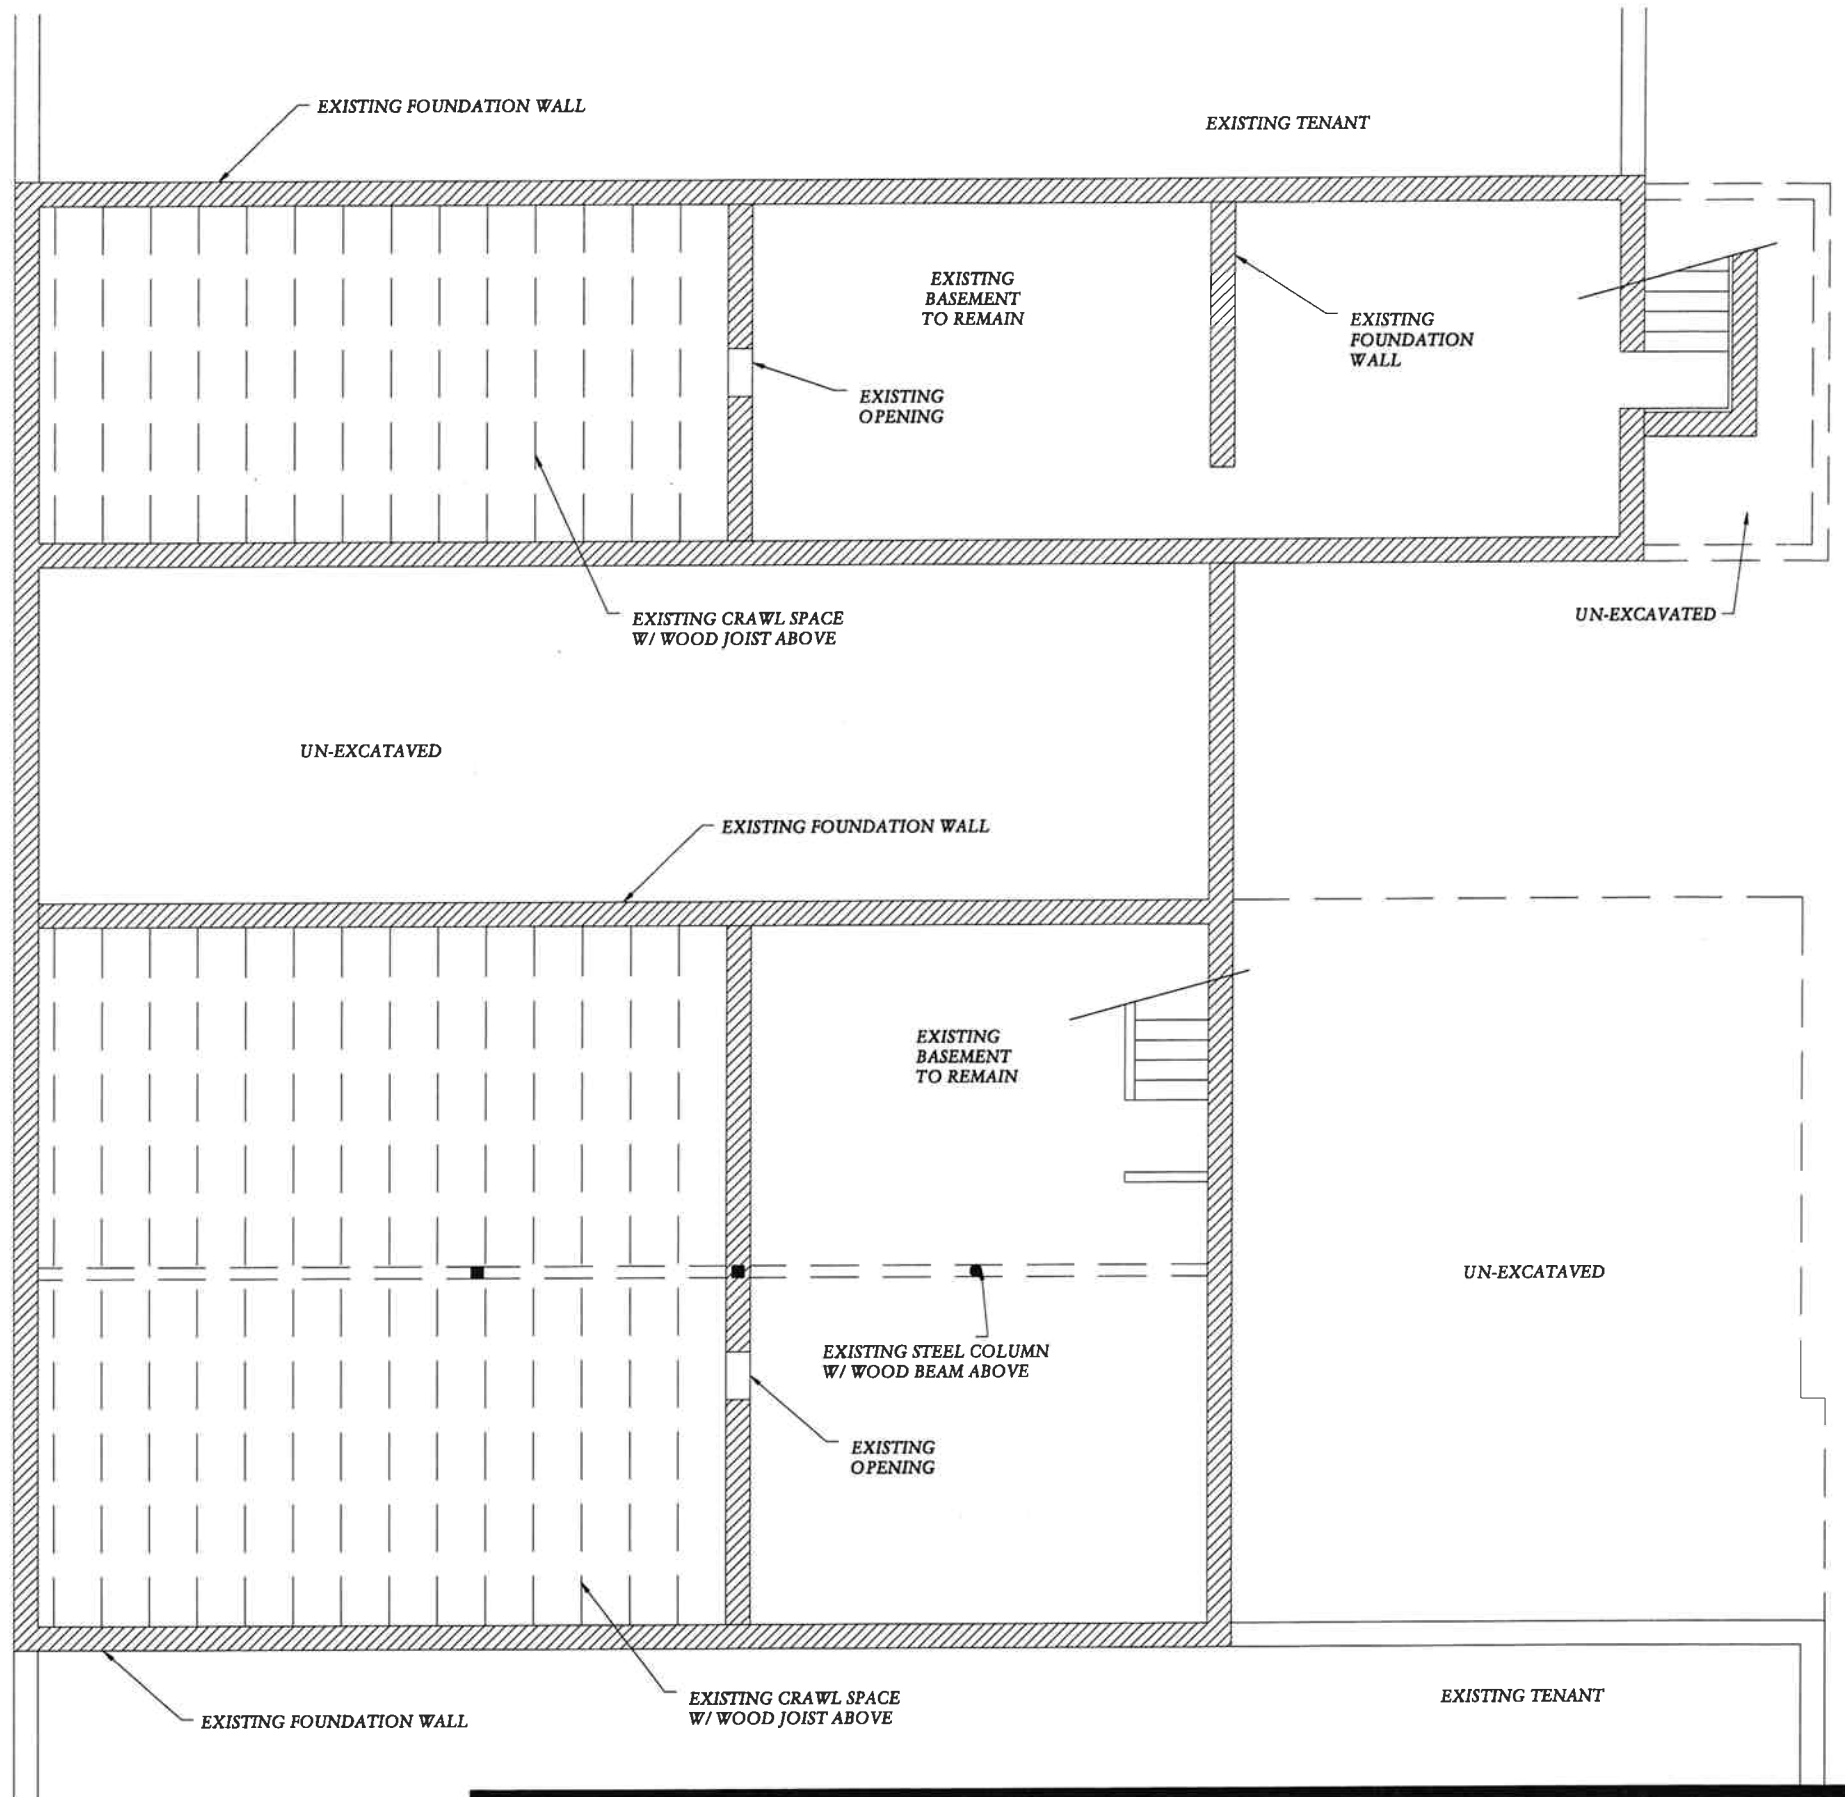 EXISTING FOUNDATION WALL
EXISTING TENANT
EXISTING
BASEMENT
TO REMAIN
EXISTING
FOUNDATION
WALL
EXISTING
OPENING
EXISTING CRAWL SPACE
W/ WOOD JOIST ABOVE
UN-EXCAVATED
UN-EXCATAVED
EXISTING FOUNDATION WALL
EXISTING
BASEMENT
TO REMAIN
UN-EXCATAVED
EXISTING STEEL COLUMN
W/ WOOD BEAM ABOVE
EXISTING
OPENING
EXISTING CRAWL SPACE
W/ WOOD JOIST ABOVE
EXISTING TENANT
EXISTING FOUNDATION WALL